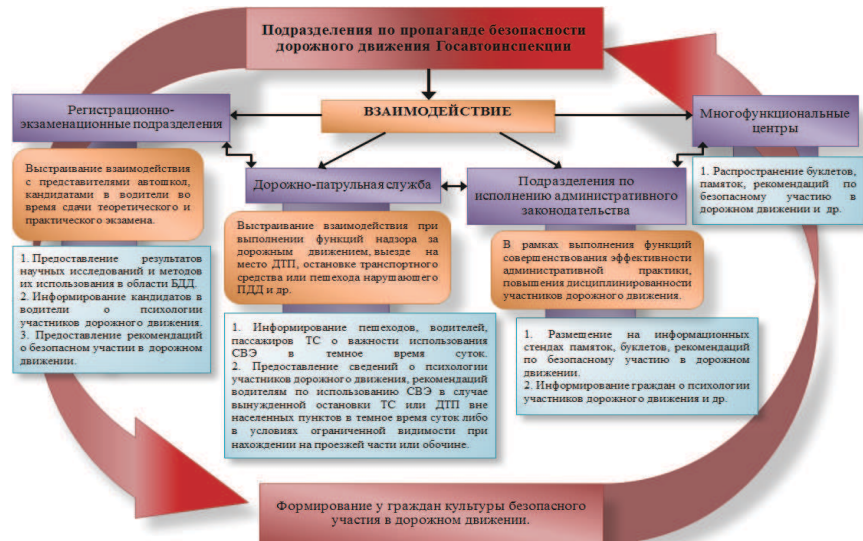 Подразделения по пропаганде безопасности
дорожного движения Госавтоинспекции
ВЗАИМОДЕЙСТВИЕ
Регистрационно-
экзаменационные подразделения
Выстраивание взаимодействия
с представителями автошкол,
кандидатами в водители во
время сдачи теоретического и
практического экзамена.
1. Предоставление результатов
научных исследований и методов
их использования в области БДД.
2. Информирование кандидатов в
водители о психологии
участников дорожного движения.
3. Предоставление рекомендаций
о безопасном участии в дорожном
движении.
Дорожно-патрульная служба
Выстраивание взаимодействия при
выполнении функций надзора за
дорожным движением, выезде на
место ДТП, остановке транспортного
средства или пешехода нарушающего
ПДД и др.
1. Информирование пешеходов, водителей,
пассажиров ТС о важности использования
СВЭ в темное время суток.
2. Предоставление сведений о психологии
участников дорожного движения, рекомендаций
водителям по использованию СВЭ в случае
вынужденной остановки ТС или ДТП вне
населенных пунктов в темное время суток либо
в условиях ограниченной видимости при
нахождении на проезжей части или обочине.
Подразделения по
исполнению административного
законодательства
В рамках выполнения функций
совершенствования эффективности
административной практики,
повышения дисциплинированности
участников дорожного движения.
1. Размещение на информационных
стендах памяток, буклетов, рекомендаций
по безопасному участию в дорожном
движении.
2. Информирование граждан о психологии
участников дорожного движения и др.
Многофункциональные
центры
1. Распространение буклетов,
памяток, рекомендаций по
безопасному участию в
дорожном движении и др.
Формирование у граждан культуры безопасного
участия в дорожном движении.